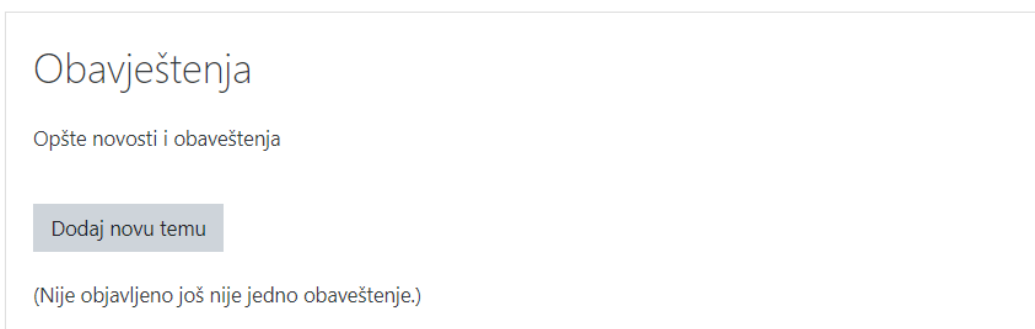 Obavještenja
Opšte novosti i obaveštenja
Dodaj novu temu
(Nije objavljeno još nije jedno obaveštenje.)